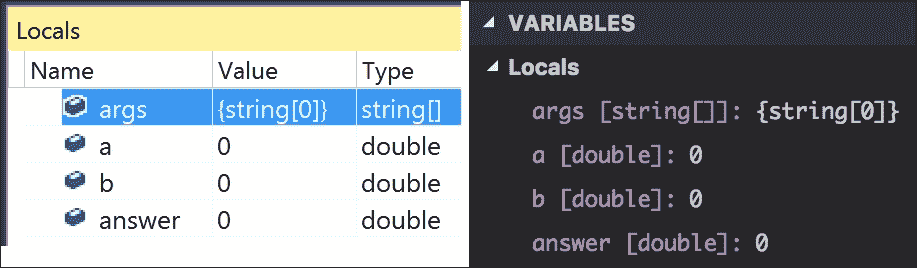 Locals
Name Value Type
args {string[0]} string[]
a 0 double
b 0 double
answer 0 double
VARIABLES
Locals
args [string[]]: {string[0]}
a [double]: 0
b [double]: 0
answer [double]: 0